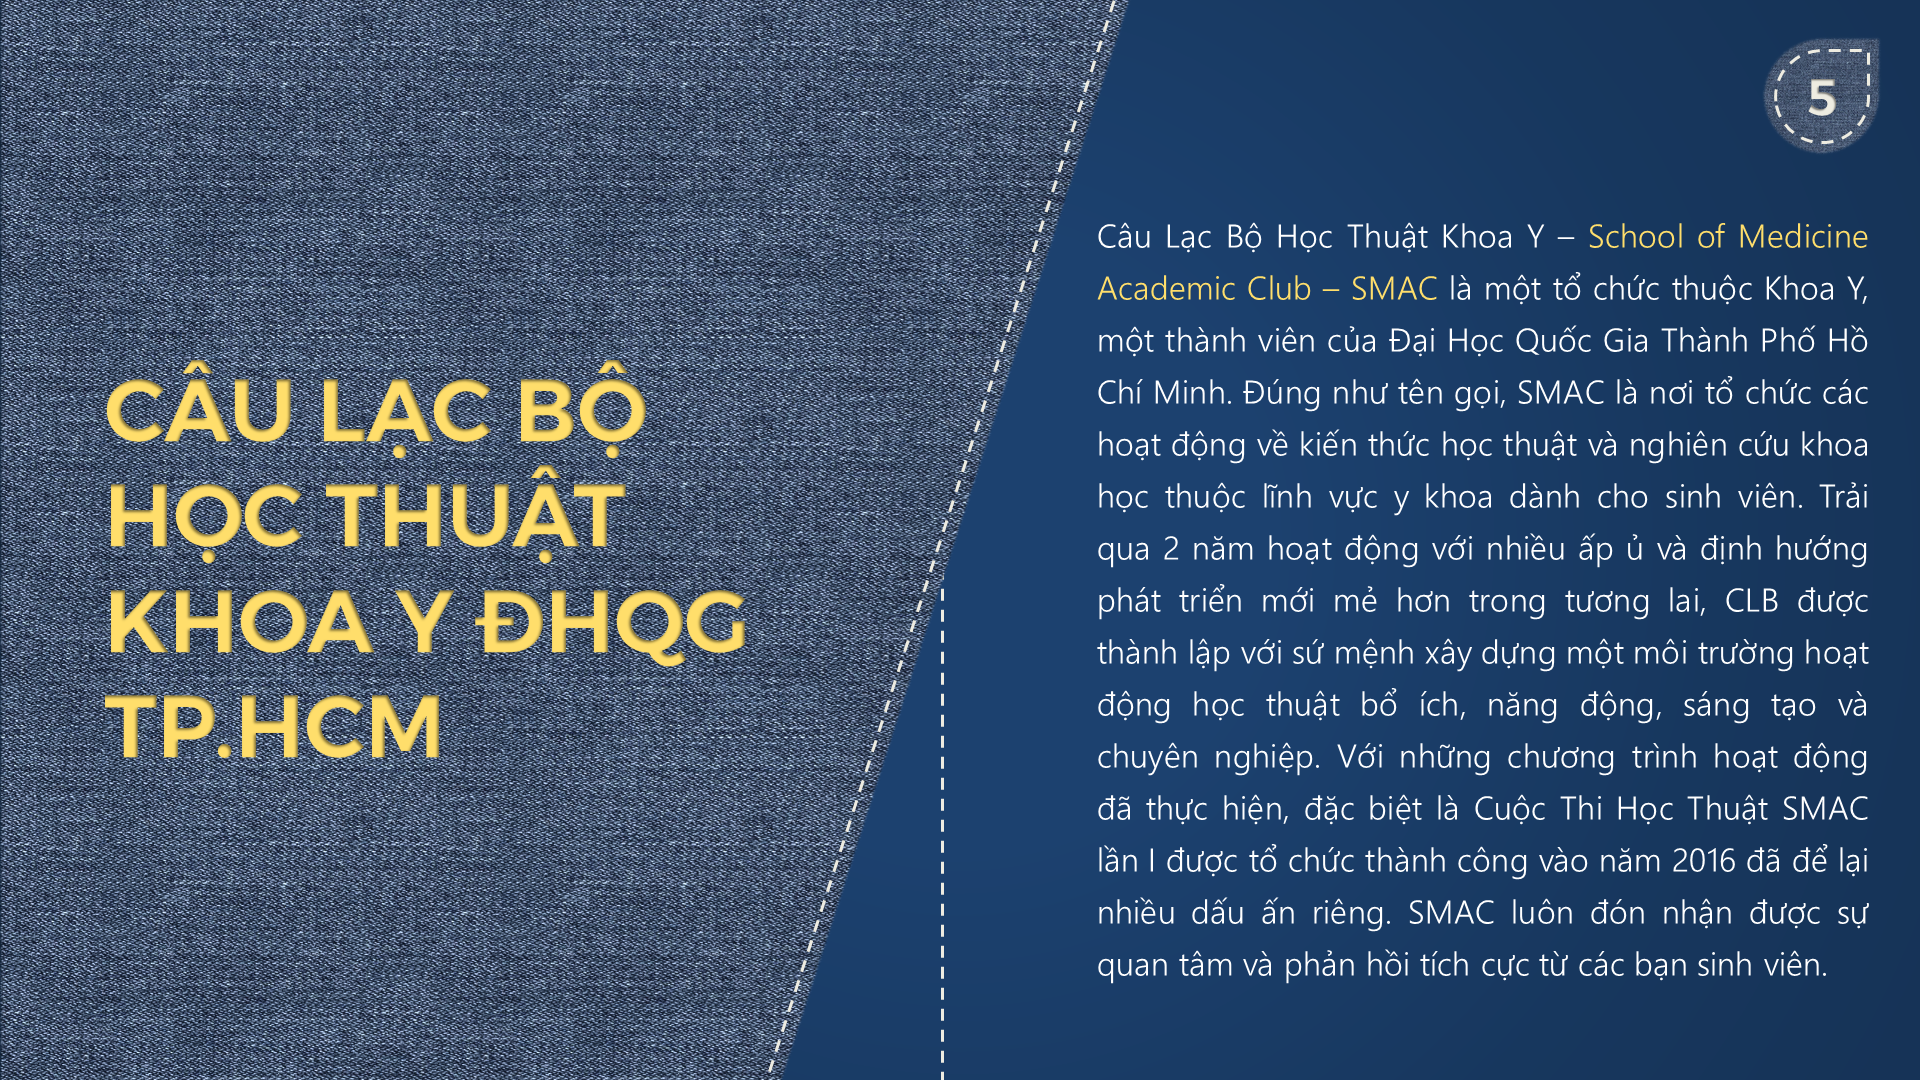 CÂU LẠC BỘ
HỌC THUẬT
KHOA Y ĐHQG
TP.HCM
5
Câu Lạc Bộ Học Thuật Khoa Y – School of Medicine
Academic Club – SMAC là một tổ chức thuộc Khoa Y,
một thành viên của Đại Học Quốc Gia Thành Phố Hồ
Chí Minh. Đúng như tên gọi, SMAC là nơi tổ chức các
hoạt động về kiến thức học thuật và nghiên cứu khoa
học thuộc lĩnh vực y khoa dành cho sinh viên. Trải
qua 2 năm hoạt động với nhiều ấp ủ và định hướng
phát triển mới mẻ hơn trong tương lai, CLB được
thành lập với sứ mệnh xây dựng một môi trường hoạt
động học thuật bổ ích, năng động, sáng tạo và
chuyên nghiệp. Với những chương trình hoạt động
đã thực hiện, đặc biệt là Cuộc Thi Học Thuật SMAC
lần I được tổ chức thành công vào năm 2016 đã để lại
nhiều dấu ấn riêng. SMAC luôn đón nhận được sự
quan tâm và phản hồi tích cực từ các bạn sinh viên.